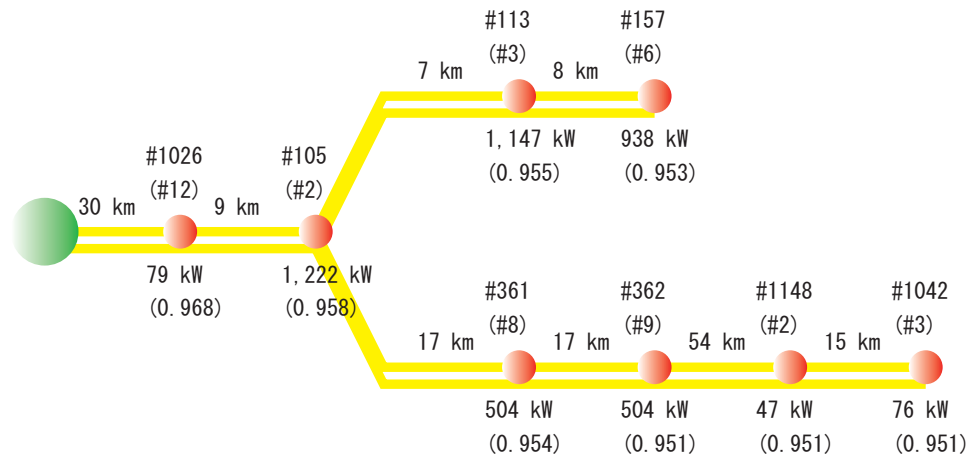 #113
#157
(#3)
(#6)
7 km
8 km
1,147 kW
938 kW
(0.955)
(0.953)
#1026
#105
(#12)
(#2)
30 km
9 km
79 kW
1,222 kW
(0.968)
(0.958)
#361
#362
#1148
#1042
(#8)
(#9)
(#2)
(#3)
17 km
17 km
54 km
15 km
504 kW
504 kW
47 kW
76 kW
(0.954)
(0.951)
(0.951)
(0.951)